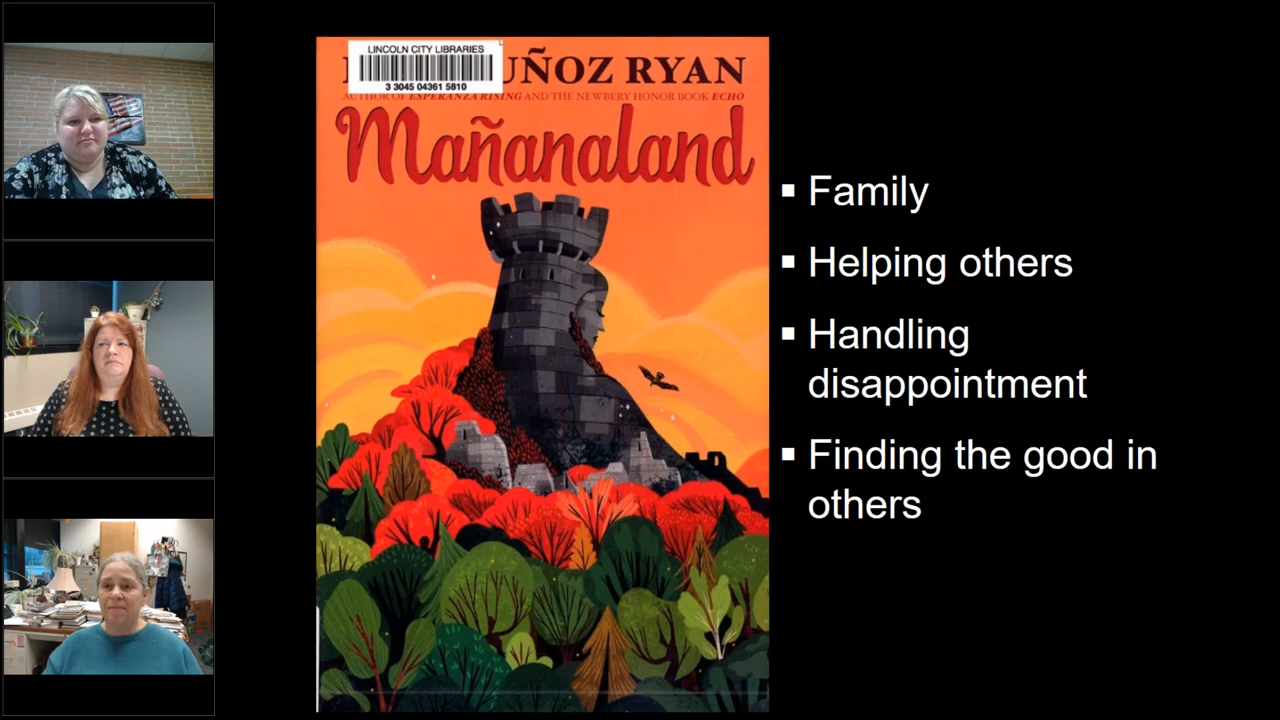 LINCOLN CITY LIBRARIES
3 3045 04361 5810
UÑOZ RYAN
AUTHOR OF ESPERANZA RISING AND THE NEWBERY HONOR BOOK ECHO
Mañanaland
▪ Family
▪ Helping others
▪ Handling
disappointment
▪ Finding the good in
others